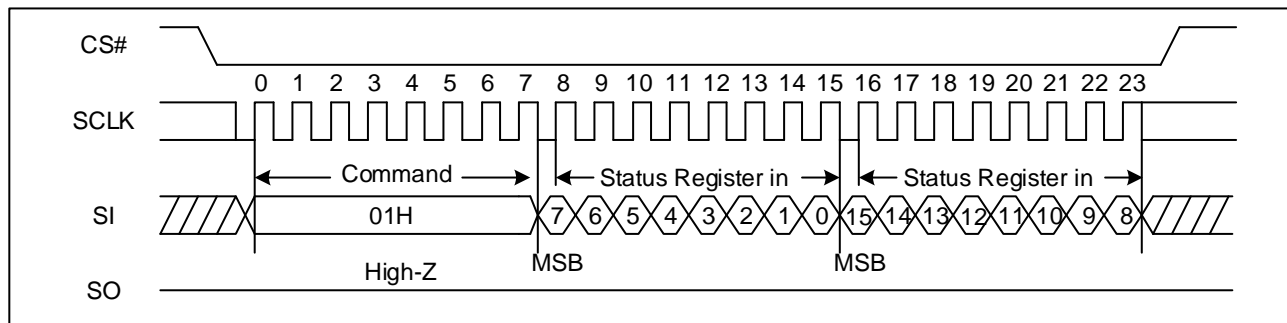 CS#
0 1 2 3 4 5 6 7 8 9 10 11 12 13 14 15 16 17 18 19 20 21 22 23
SCLK
Command Status Register in Status Register in
SI 01H 7 6 5 4 3 2 1 0 15 14 13 12 11 10 9 8
MSB MSB
High-Z
SO